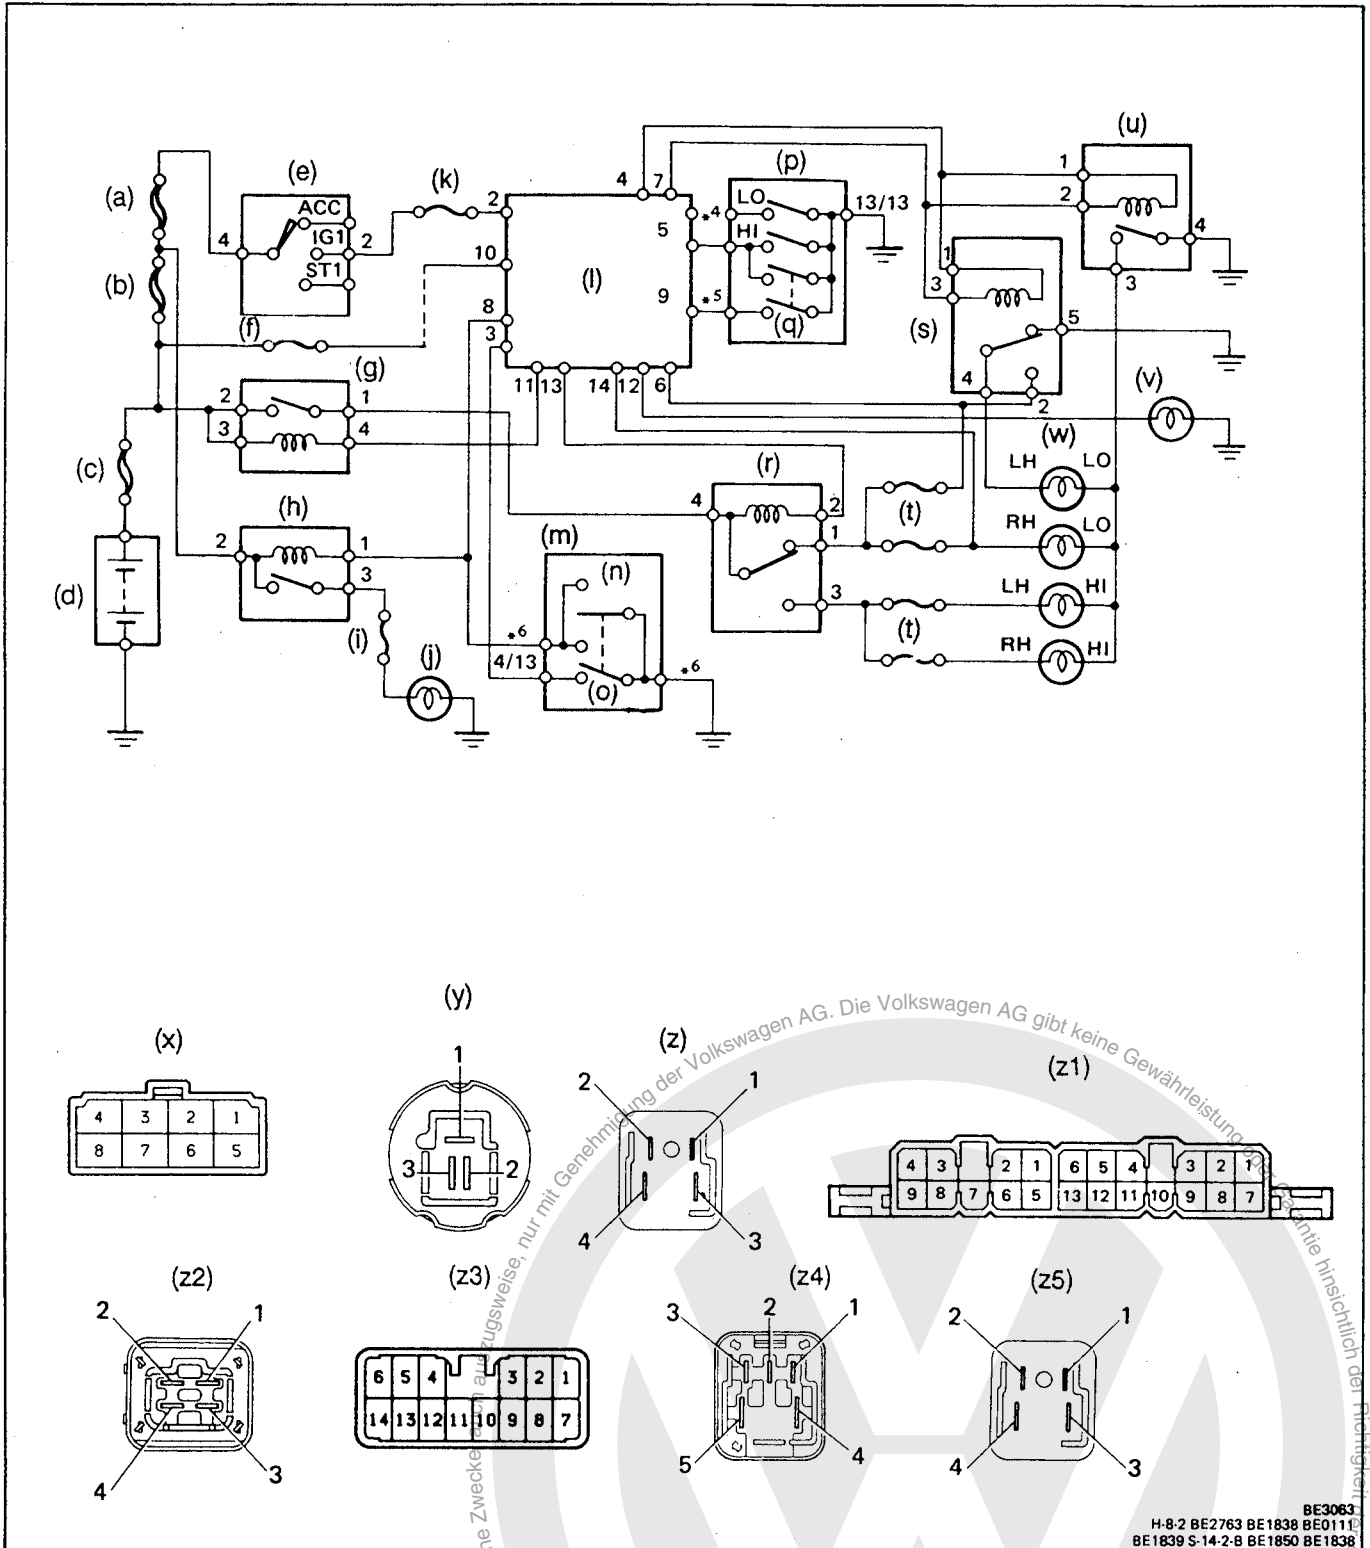 (u)
(p)
(e)
(k)
4 7
1
(a)
ACC
2
LO
*4
13/13
2
IG1
4
2
5
HI
4
ST1
10
1
3
(b)
(l)
9
*5
(q)
3
5
(f)
8
(s)
3
(g)
11 13 14 12 6
4
2
(v)
2
1
3
4
(w)
(c)
(r)
LH LO
(h)
4
2
(t)
(m)
RH LO
2
1
1
(n)
3
(d)
LH HI
3
(i)
*6
(t)
4/13
RH HI
(j)
(o)
*6
(y)
(x)
1
(z)
(z1)
2
1
4 3 2 1
8 7 6 5
3 2
4 3 2 1 6 5 4 3 2 1
9 8 7 6 5 13 12 11 10 9 8 7
4
3
(z2)
(z3)
(z4)
(z5)
2
1
3
2
1
2
1
6 5 4 3 2 1
14 13 12 11 10 9 8 7
4
3
5
4
4
3
nur mit Genehmigung der Volkswagen AG. Die Volkswagen AG gibt keine Gewährleistung oder Garantie hinsichtlich der Richtigkeit
BE3063
H-8-2 BE2763 BE1838 BE0111
BE1839 S-14-2-B BE1850 BE1838